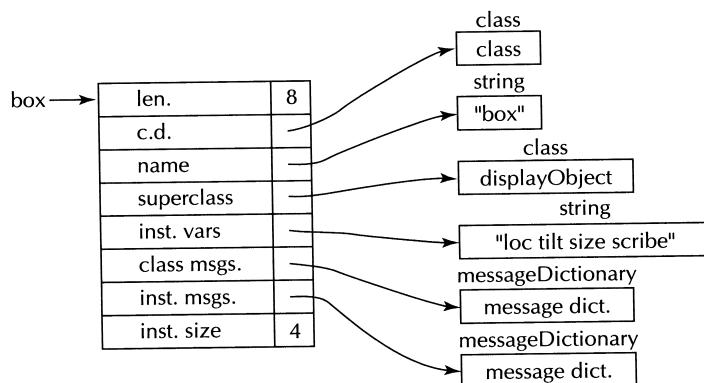 class
class
string
box
len. 8
"box"
c.d.
name
class
displayObject
superclass
string
inst. vars
"loc tilt size scribe"
class msgs.
messageDictionary
inst. msgs.
message dict.
inst. size 4
messageDictionary
message dict.